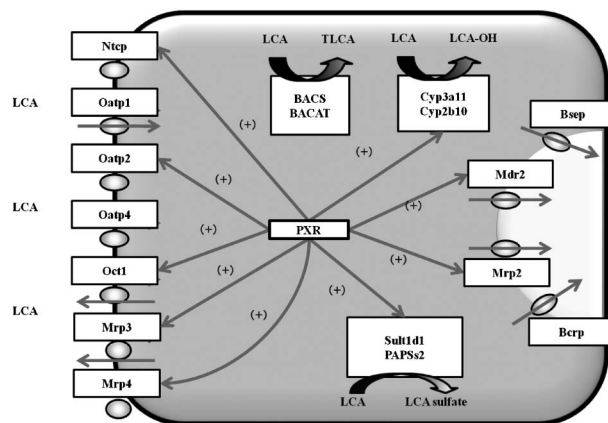 Ntcp
LCA
TLCA
LCA
LCA-OH
BACS
BACAT
Cyp3a11
Cyp2b10
LCA
Oatp1
Bsep
(+)
(+)
Oatp2
Mdr2
(+)
(+)
LCA
Oatp4
(+)
PXR
(+)
Oct1
Mrp2
(+)
(+)
LCA
Mrp3
(+)
Bcrp
Sult1d1
PAPSs2
Mrp4
LCA
LCA sulfate